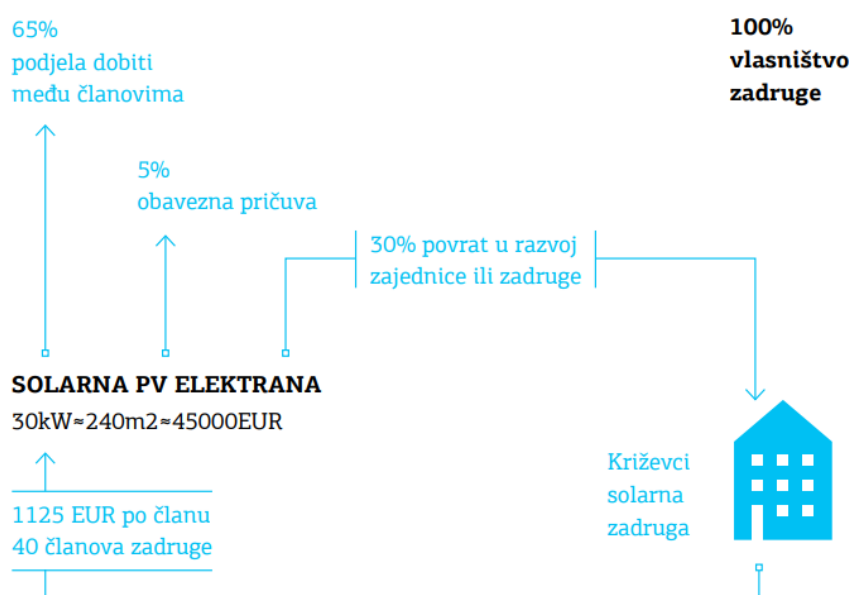 65%
podjela dobiti
među članovima
100%
vlasništvo
zadruge
5%
obavezna pričuva
30% povrat u razvoj
zajednice ili zadruge
SOLARNA PV ELEKTRANA
30kW≈240m2≈45000EUR
Križevci
solarna
zadruga
1125 EUR po članu
40 članova zadruge